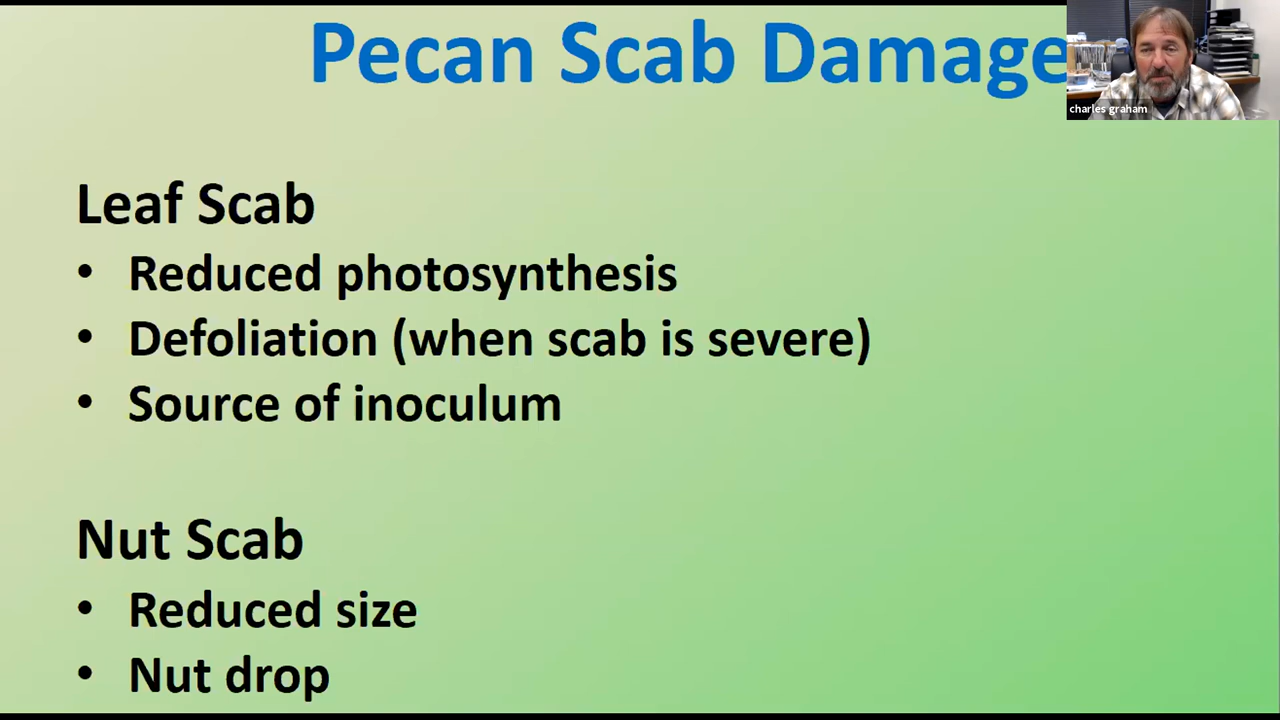 Pecan Scab Damage
charles graham
Leaf Scab
• Reduced photosynthesis
• Defoliation (when scab is severe)
• Source of inoculum
Nut Scab
• Reduced size
• Nut drop